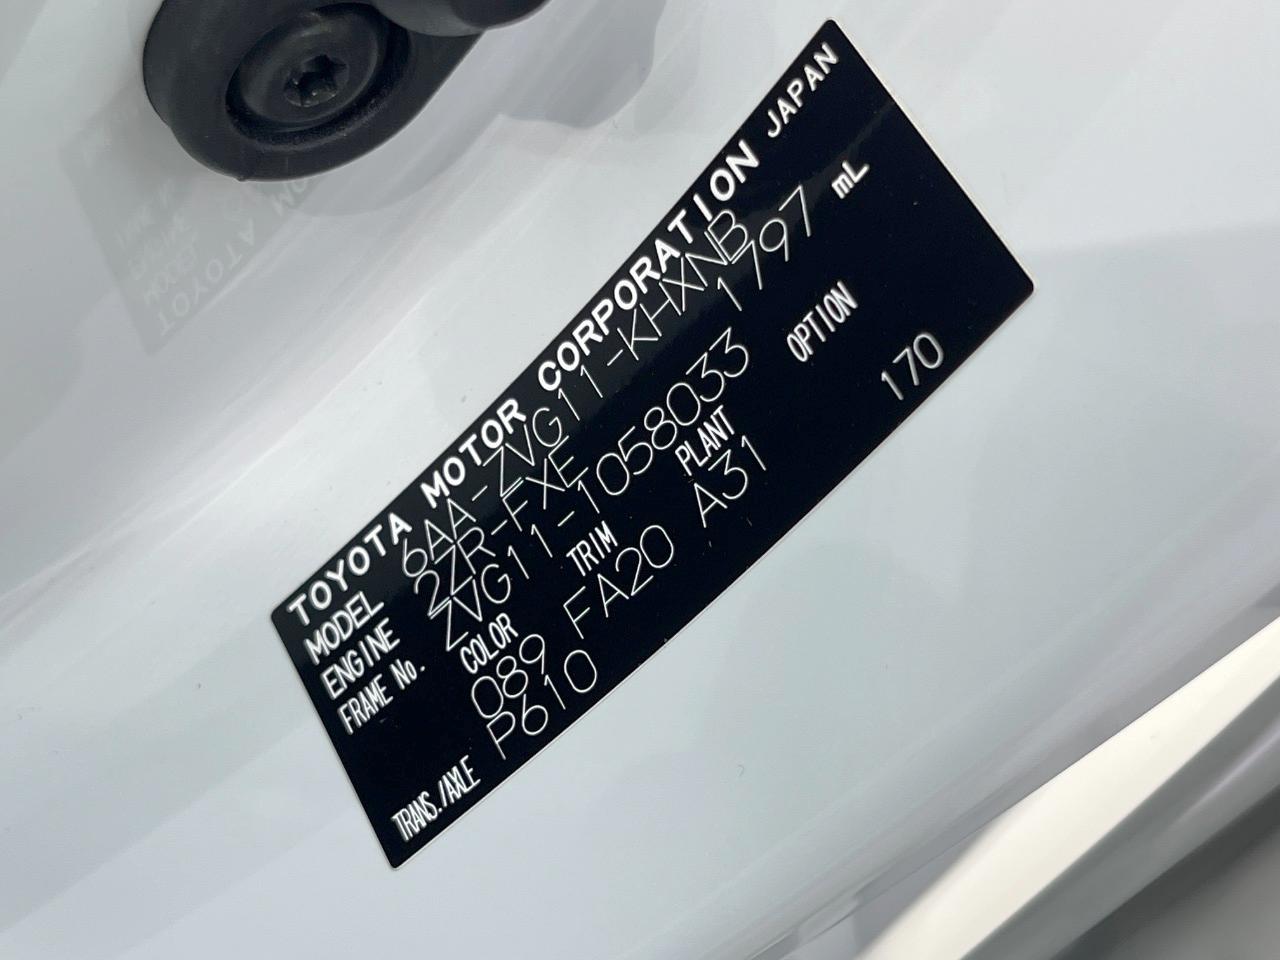 TOYOTA MOTOR CORPORATION JAPAN
MODEL 6AA-ZVG11-KHXNB
ENGINE 2ZR-FXE 1797 mL
FRAME No. ZVG11-1058033
COLOR TRIM PLANT OPTION
089 FA20 A31 170
TRANS./AXLE P610